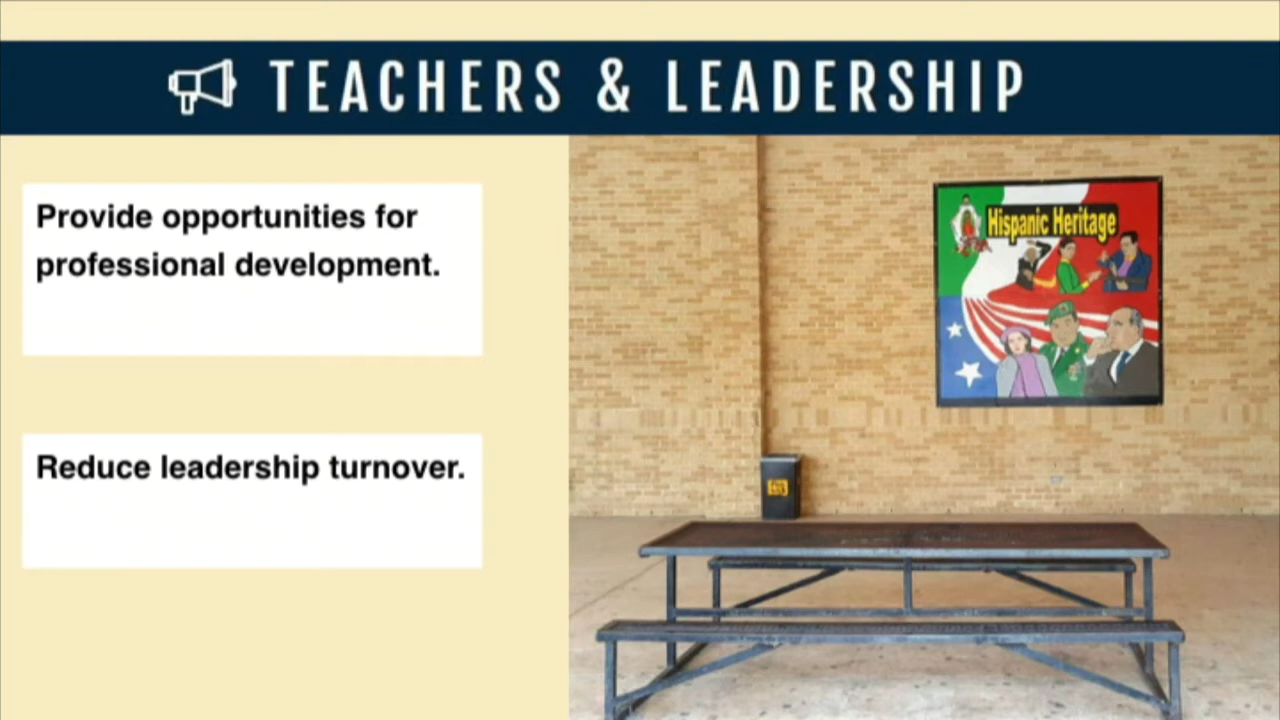 TEACHERS & LEADERSHIP
Provide opportunities for
professional development.
Reduce leadership turnover.
Hispanic Heritage